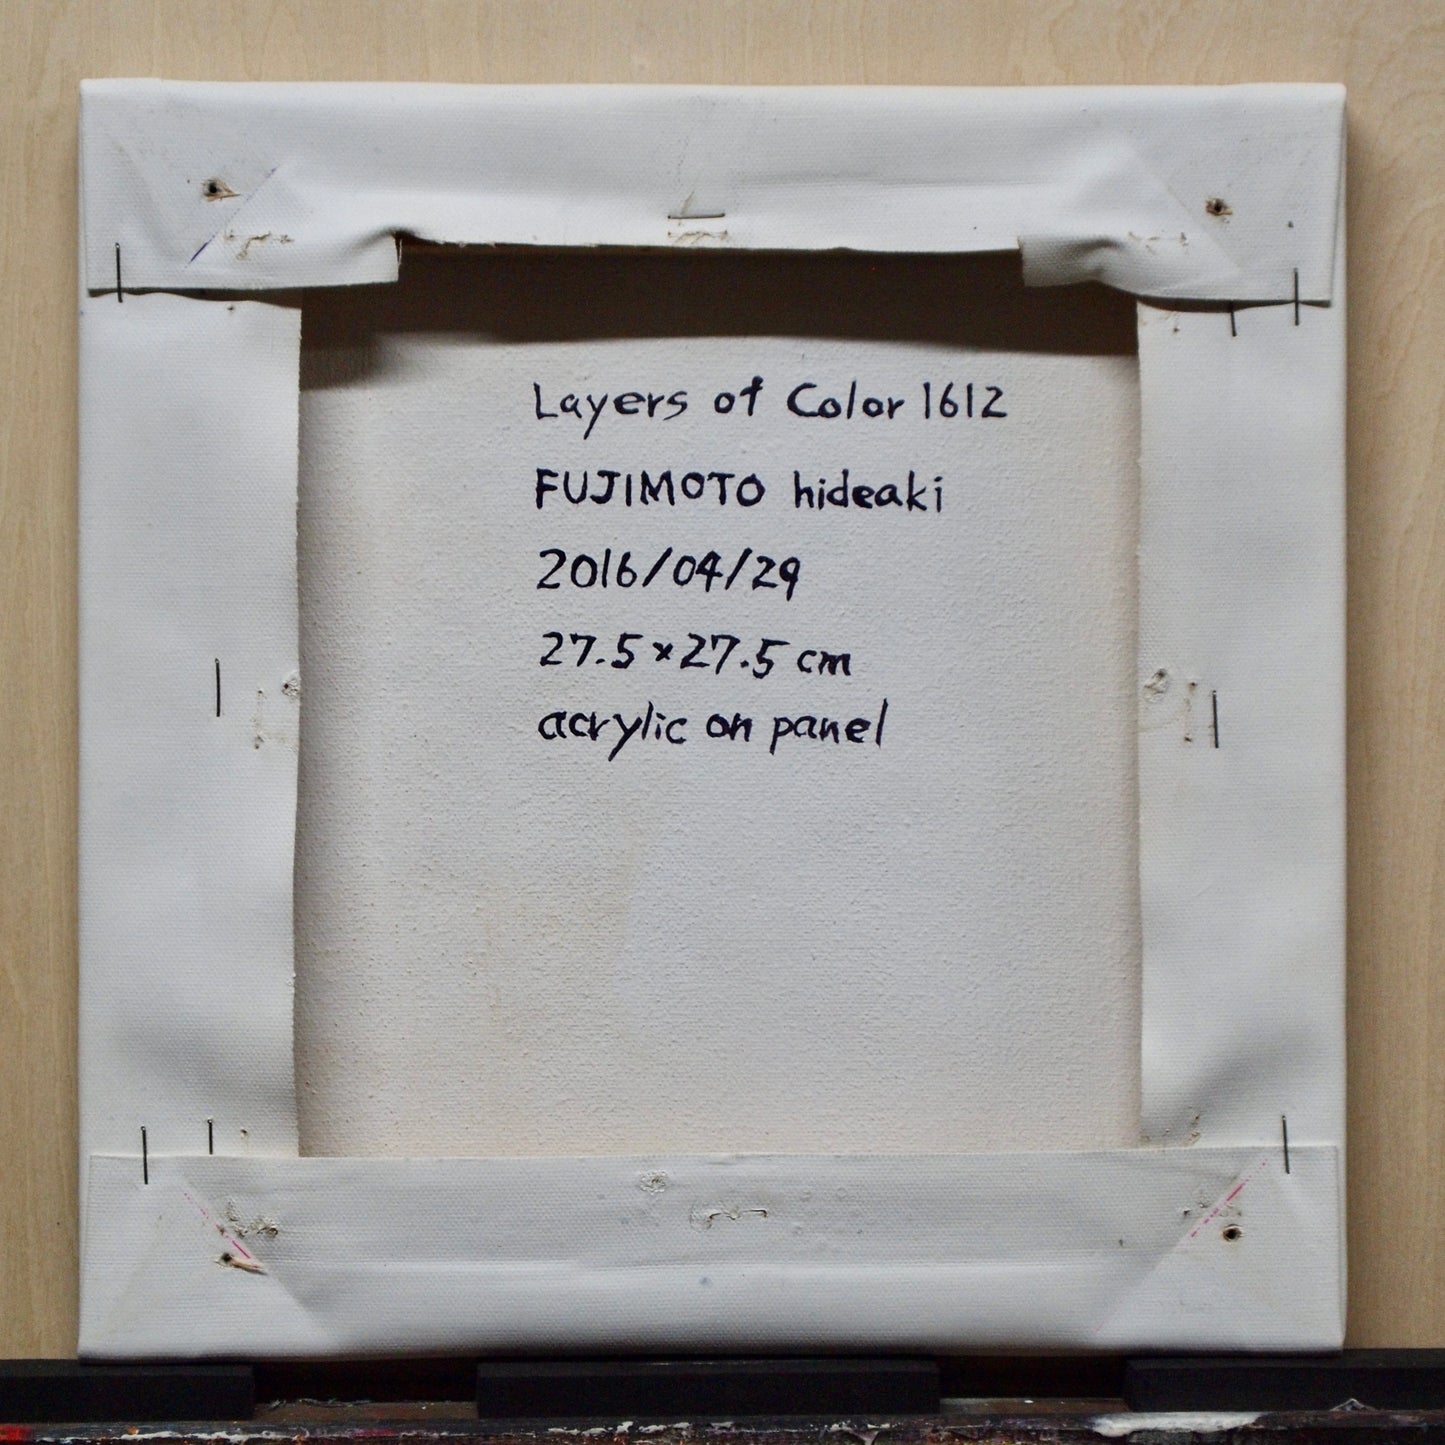 Layers of Color 1612
FUJIMOTO hideaki
2016/04/29
27.5×27.5 cm
acrylic on panel